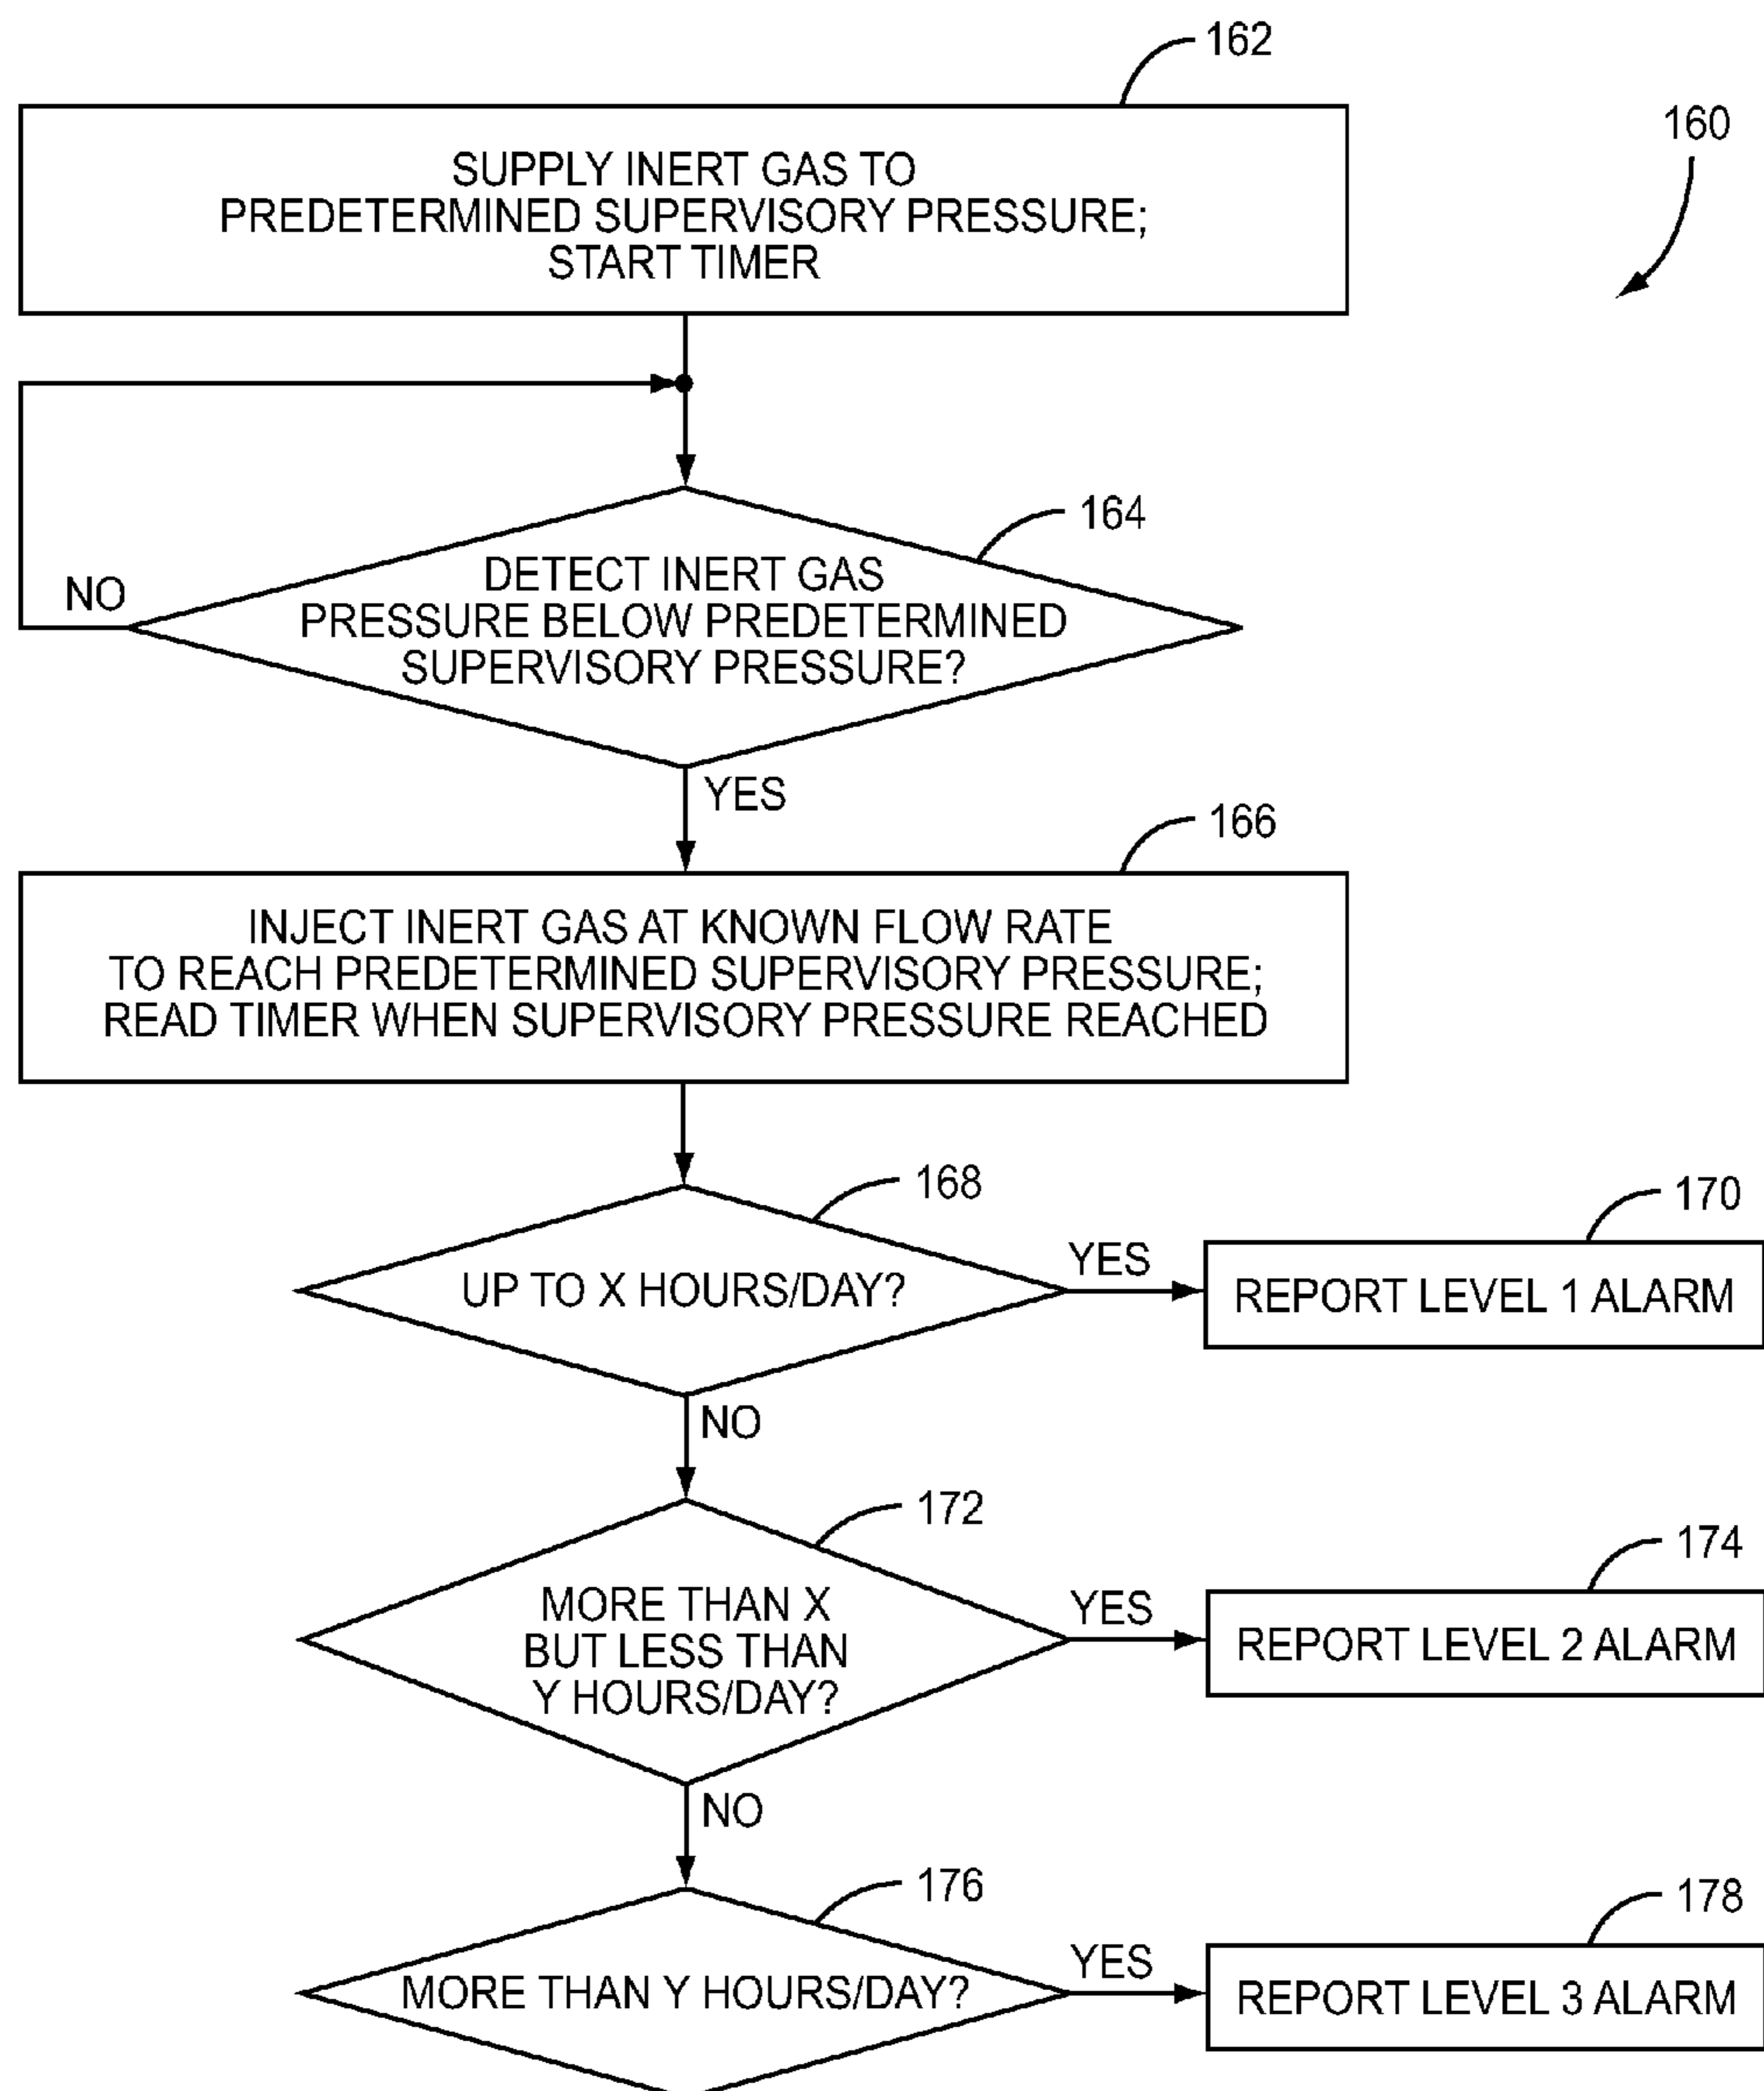 162
160
SUPPLY INERT GAS TO
PREDETERMINED SUPERVISORY PRESSURE;
START TIMER
164
DETECT INERT GAS
PRESSURE BELOW PREDETERMINED
SUPERVISORY PRESSURE?
NO
YES
166
INJECT INERT GAS AT KNOWN FLOW RATE
TO REACH PREDETERMINED SUPERVISORY PRESSURE;
READ TIMER WHEN SUPERVISORY PRESSURE REACHED
168
170
UP TO X HOURS/DAY?
YES
REPORT LEVEL 1 ALARM
NO
172
174
MORE THAN X
BUT LESS THAN
Y HOURS/DAY?
YES
REPORT LEVEL 2 ALARM
NO
176
178
MORE THAN Y HOURS/DAY?
YES
REPORT LEVEL 3 ALARM